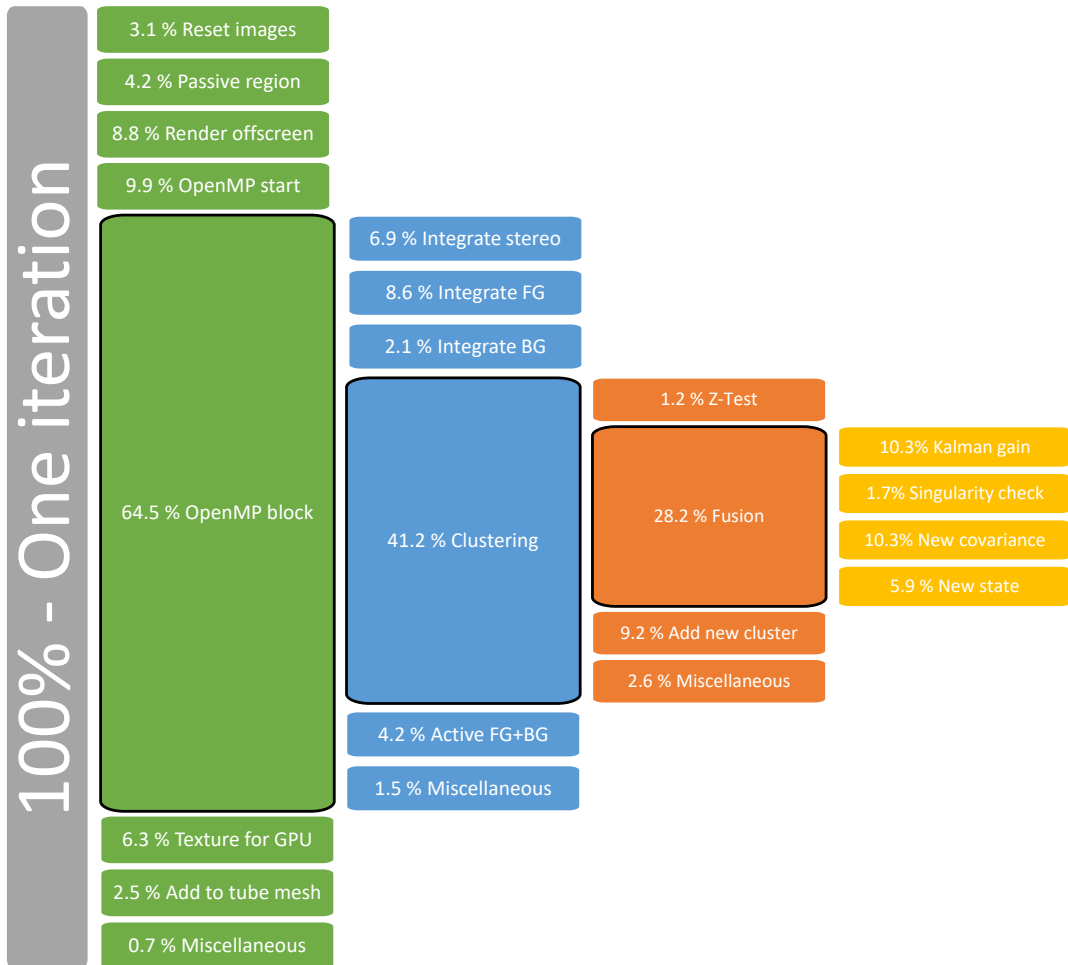 100% - One iteration
3.1 % Reset images
4.2 % Passive region
8.8 % Render offscreen
9.9 % OpenMP start
64.5 % OpenMP block
6.3 % Texture for GPU
2.5 % Add to tube mesh
0.7 % Miscellaneous
6.9 % Integrate stereo
8.6 % Integrate FG
2.1 % Integrate BG
41.2 % Clustering
4.2 % Active FG+BG
1.5 % Miscellaneous
1.2 % Z-Test
28.2 % Fusion
9.2 % Add new cluster
2.6 % Miscellaneous
10.3% Kalman gain
1.7% Singularity check
10.3% New covariance
5.9 % New state